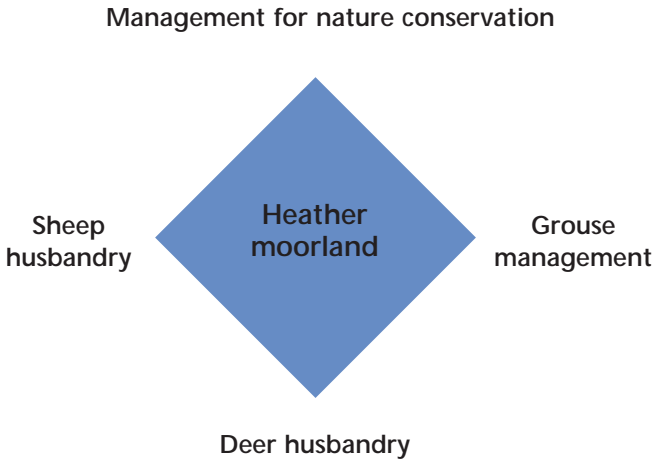 Management for nature conservation
Heather
moorland
Sheep
husbandry
Grouse
management
Deer husbandry